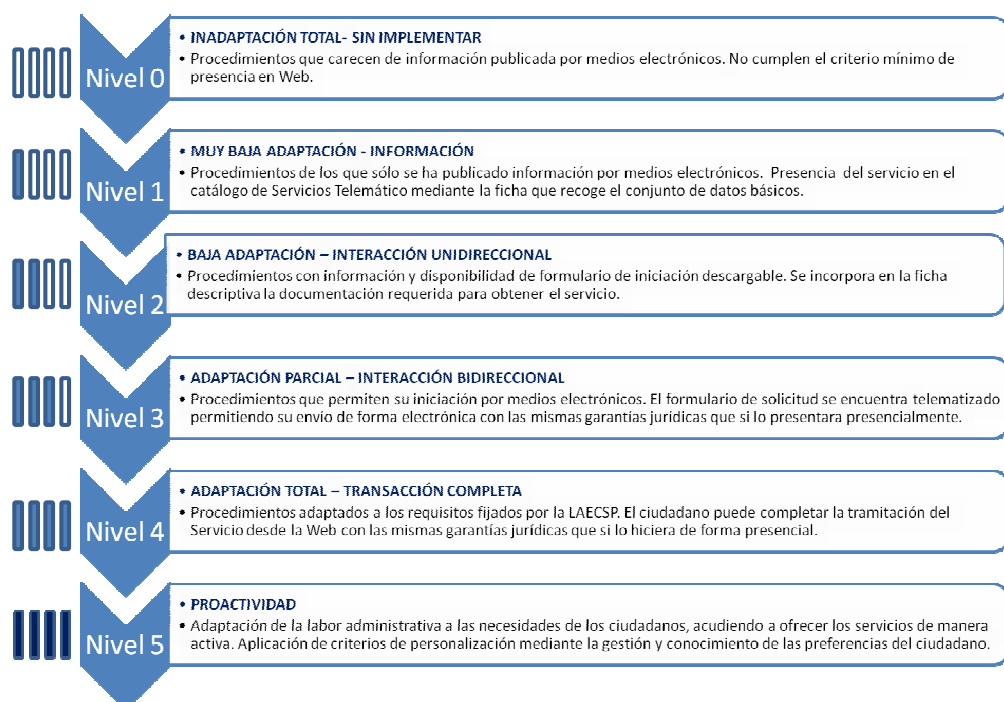 Nivel 0
• INADAPTACIÓN TOTAL- SIN IMPLEMENTAR
• Procedimientos que carecen de información publicada por medios electrónicos. No cumplen el criterio mínimo de
presencia en Web.
Nivel 1
• MUY BAJA ADAPTACIÓN - INFORMACIÓN
• Procedimientos de los que sólo se ha publicado información por medios electrónicos. Presencia del servicio en el
catálogo de Servicios Telemático mediante la ficha que recoge el conjunto de datos básicos.
Nivel 2
• BAJA ADAPTACIÓN – INTERACCIÓN UNIDIRECCIONAL
• Procedimientos con información y disponibilidad de formulario de iniciación descargable. Se incorpora en la ficha
descriptiva la documentación requerida para obtener el servicio.
Nivel 3
• ADAPTACIÓN PARCIAL – INTERACCIÓN BIDIRECCIONAL
• Procedimientos que permiten su iniciación por medios electrónicos. El formulario de solicitud se encuentra telematizado
permitiendo su envío de forma electrónica con las mismas garantías jurídicas que si lo presentara presencialmente.
Nivel 4
• ADAPTACIÓN TOTAL – TRANSACCIÓN COMPLETA
• Procedimientos adaptados a los requisitos fijados por la LAECSP. El ciudadano puede completar la tramitación del
Servicio desde la Web con las mismas garantías jurídicas que si lo hiciera de forma presencial.
Nivel 5
• PROACTIVIDAD
• Adaptación de la labor administrativa a las necesidades de los ciudadanos, acudiendo a ofrecer los servicios de manera
activa. Aplicación de criterios de personalización mediante la gestión y conocimiento de las preferencias del ciudadano.